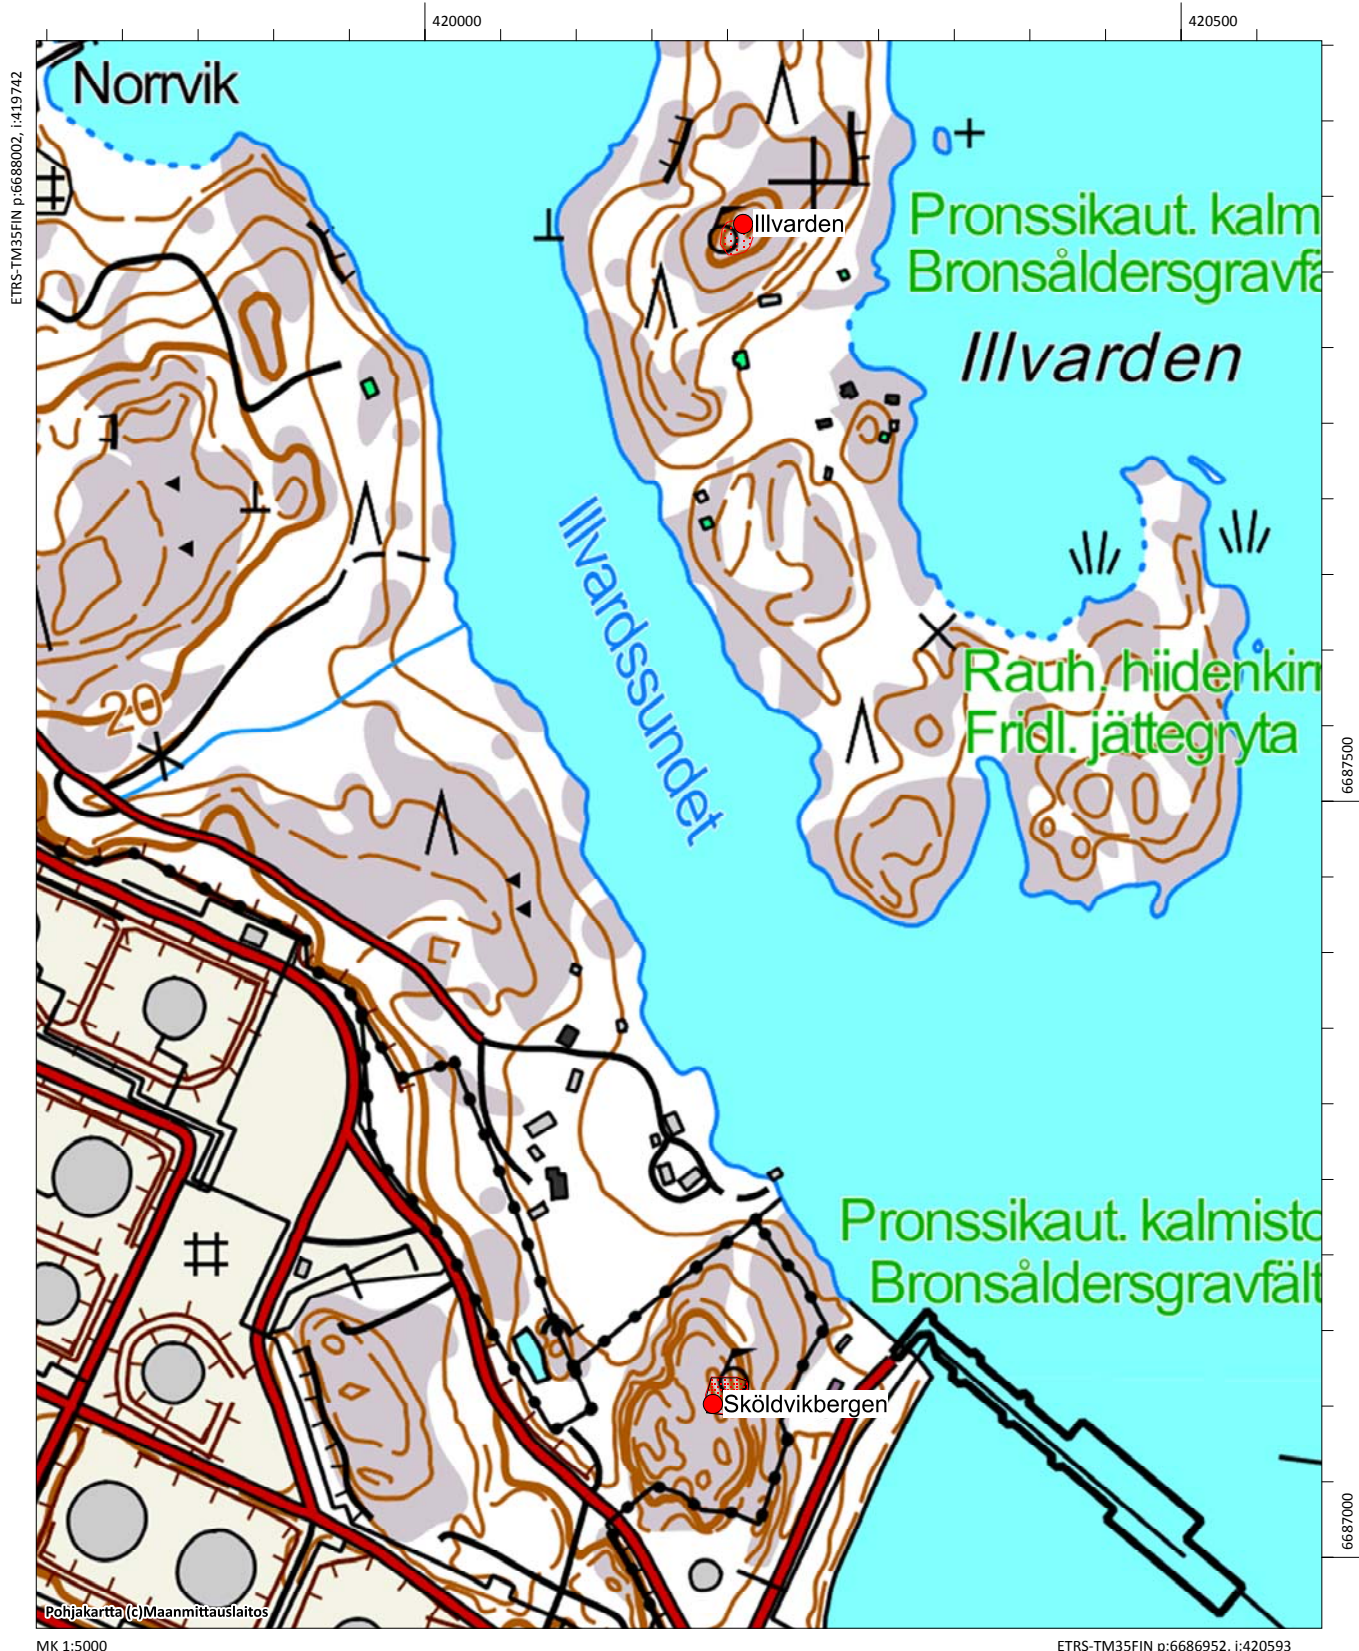 420000
420500
ETRS-TM35FIN p:6688002, i:419742
Norrvik
Illvarden
Pronssikaut. kalm
Bronsåldersgravfä
Illvarden
Illvardssundet
Rauh. hiidenkirn
Fridl. jättegryta
20
6687500
Pronssikaut. kalmisto
Bronsåldersgravfält
Sköldvikbergen
6687000
Pohjakartta (c)Maanmittauslaitos
MK 1:5000
ETRS-TM35FIN p:6686952, i:420593